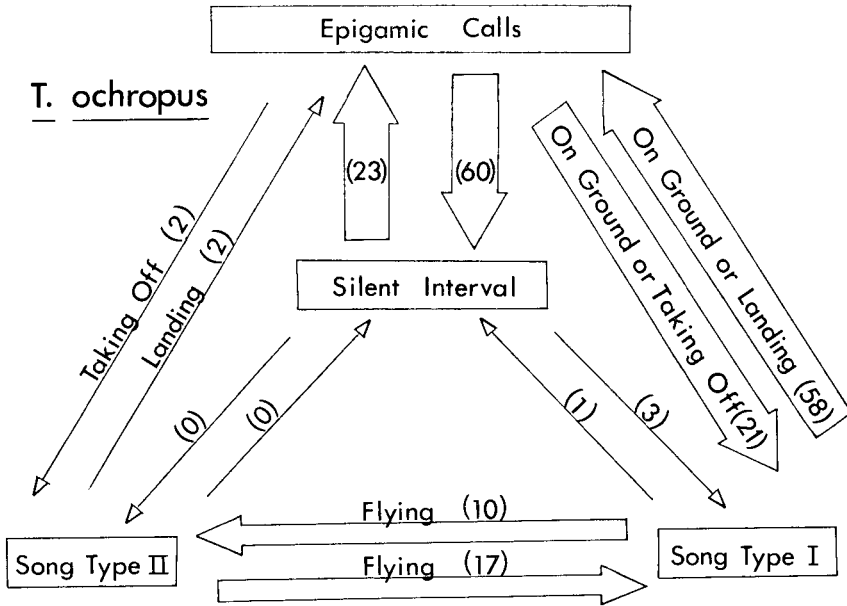 Epigamic Calls
T. ochropus
(23)
(60)
On Ground or Landing (58)
On Ground or Taking Off(21)
Taking Off (2)
Landing (2)
Silent Interval
(0)
(0)
(1)
(3)
Flying (10)
Song Type II
Song Type I
Flying (17)